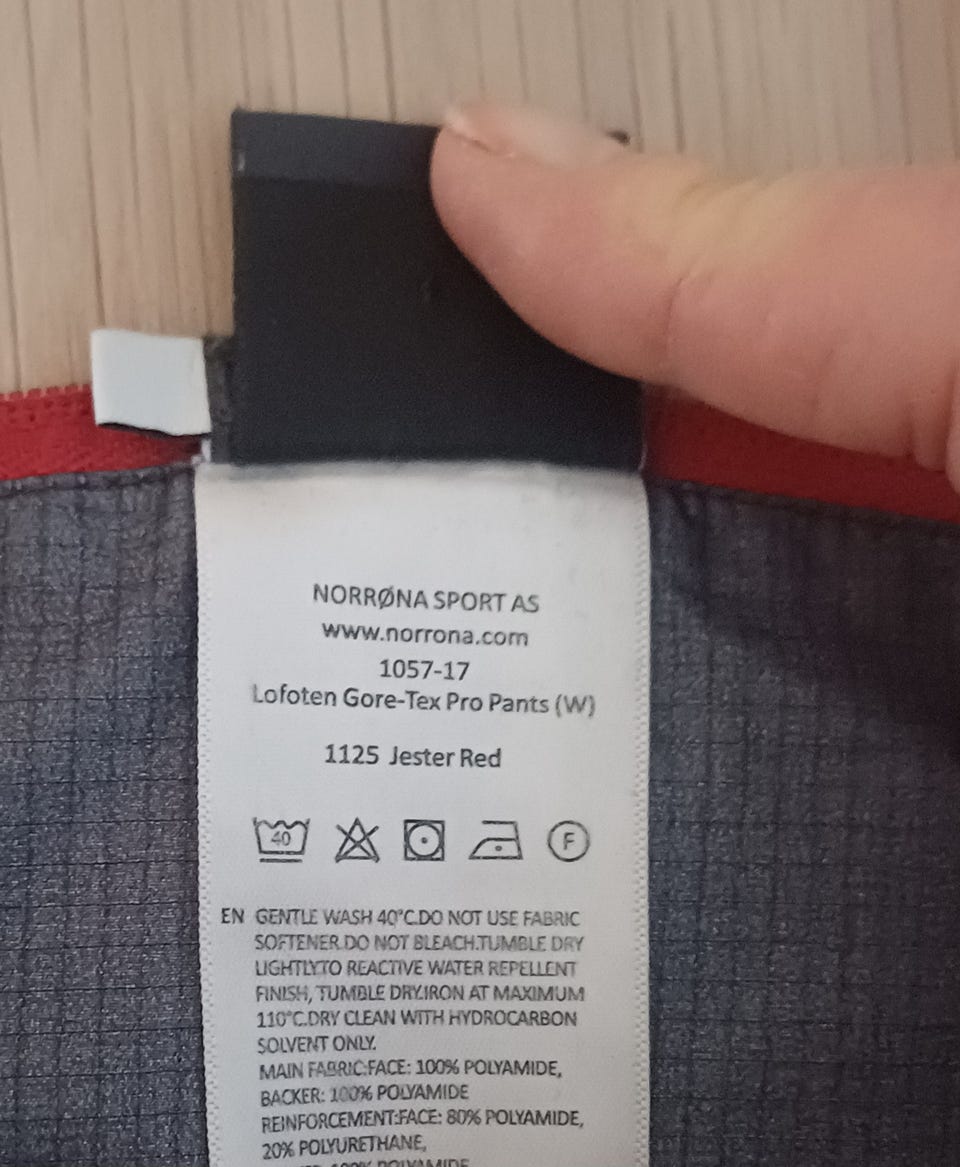 NORRØNA SPORT AS
www.norrona.com
1057-17
Lofoten Gore-Tex Pro Pants (W)
1125 Jester Red
40 F
EN GENTLE WASH 40°C.DO NOT USE FABRIC
SOFTENER.DO NOT BLEACH.TUMBLE DRY
LIGHTLY.TO REACTIVE WATER REPELLENT
FINISH, TUMBLE DRY.IRON AT MAXIMUM
110°C.DRY CLEAN WITH HYDROCARBON
SOLVENT ONLY.
MAIN FABRIC:FACE: 100% POLYAMIDE,
BACKER: 100% POLYAMIDE
REINFORCEMENT:FACE: 80% POLYAMIDE,
20% POLYURETHANE,
100% POLYAMIDE